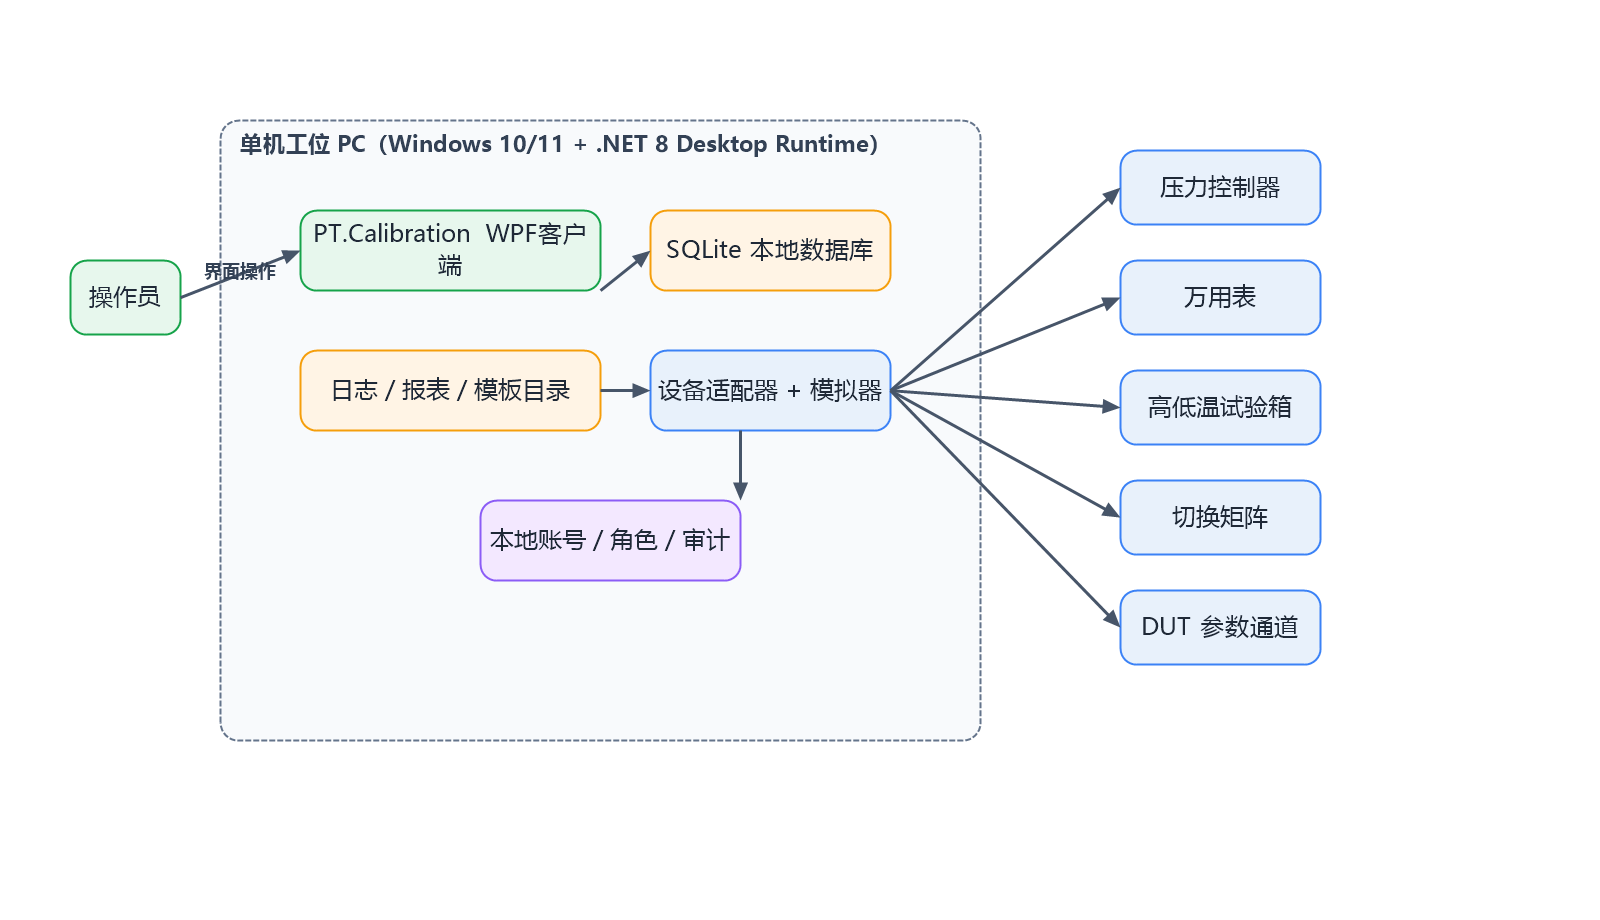 单机工位 PC（Windows 10/11 + .NET 8 Desktop Runtime）
操作员
界面操作
PT.Calibration WPF客户
端
SQLite 本地数据库
日志 / 报表 / 模板目录
设备适配器 + 模拟器
本地账号 / 角色 / 审计
压力控制器
万用表
高低温试验箱
切换矩阵
DUT 参数通道